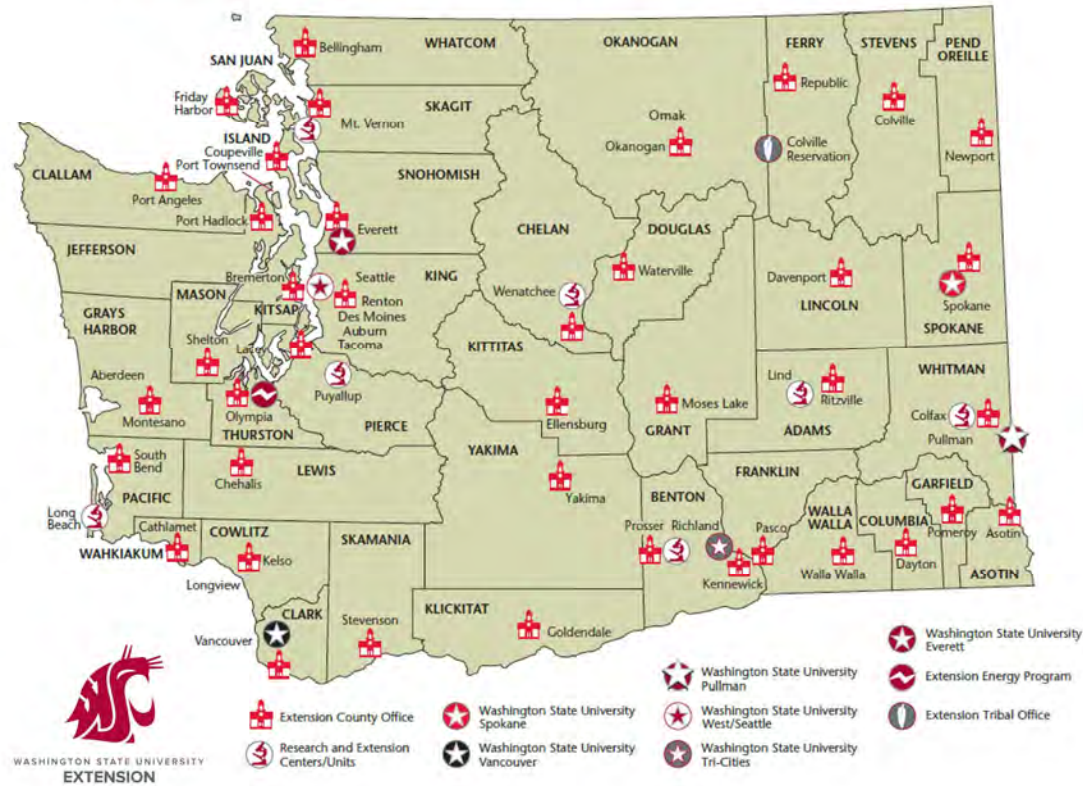 WHATCOM
OKANOGAN
FERRY
STEVENS
PEND
OREILLE
Bellingham
SAN JUAN
Republic
Friday
Harbor
SKAGIT
Mt. Vernon
Colville
Omak
Okanogan
Colville
Reservation
Newport
ISLAND
Coupeville
Port Townsend
CLALLAM
SNOHOMISH
Port Angeles
Port Hadlock
Everett
CHELAN
DOUGLAS
JEFFERSON
Waterville
Davenport
Bremerton
Seattle
KING
MASON
Renton
Wenatchee
Spokane
GRAYS
HARBOR
KITSAP
Des Moines
LINCOLN
Auburn
SPOKANE
Shelton
Lacey
Tacoma
KITTITAS
Aberdeen
Lind
WHITMAN
Montesano
Olympia
Puyallup
Ellensburg
Moses Lake
Ritzville
Colfax
Pullman
THURSTON
PIERCE
GRANT
ADAMS
South
Bend
YAKIMA
FRANKLIN
Chehalis
LEWIS
Yakima
BENTON
GARFIELD
PACIFIC
Long
Beach
WALLA
WALLA
COLUMBIA
Cathlamet
COWLITZ
SKAMANIA
Prosser
Richland
Pasco
Pomeroy
Asotin
WAHKIAKUM
Kelso
Kennewick
Walla Walla
Dayton
ASOTIN
Longview
CLARK
Stevenson
KLICKITAT
Goldendale
Vancouver
WSC
WASHINGTON STATE UNIVERSITY
EXTENSION
Extension County Office
Research and Extension
Centers/Units
Washington State University
Spokane
Washington State University
Vancouver
Washington State University
Pullman
Washington State University
West/Seattle
Washington State University
Tri-Cities
Washington State University
Everett
Extension Energy Program
Extension Tribal Office